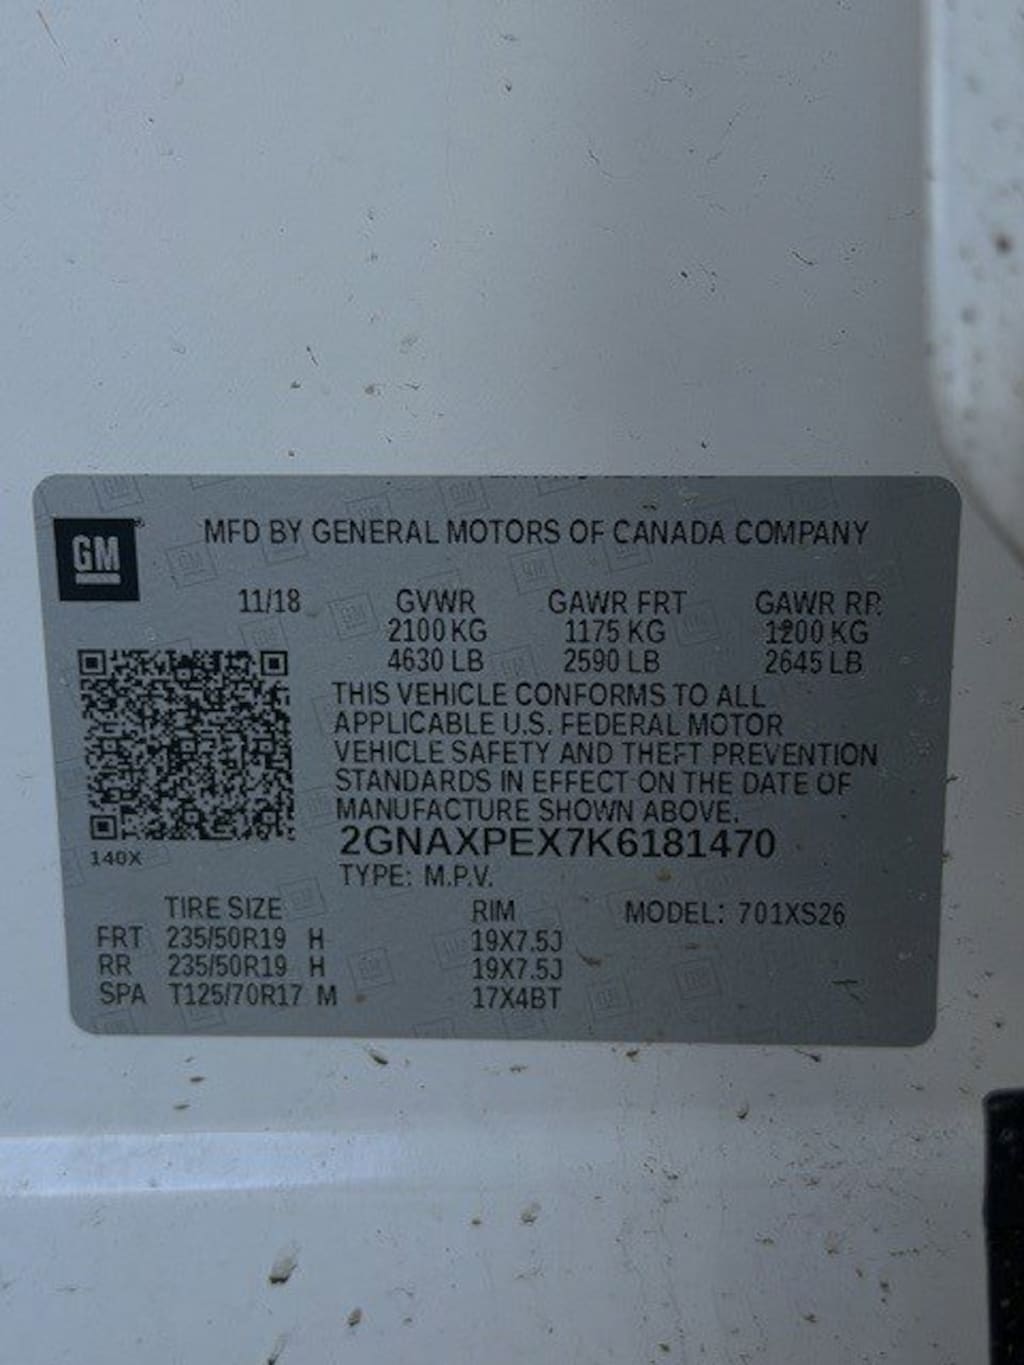 MFD BY GENERAL MOTORS OF CANADA COMPANY
GM
11/18 GVWR GAWR FRT GAWR RR
2100 KG 1175 KG 1200 KG
4630 LB 2590 LB 2645 LB
THIS VEHICLE CONFORMS TO ALL
APPLICABLE U.S. FEDERAL MOTOR
VEHICLE SAFETY AND THEFT PREVENTION
STANDARDS IN EFFECT ON THE DATE OF
MANUFACTURE SHOWN ABOVE.
2GNAXPEX7K6181470
140X
TYPE: M.P.V.
TIRE SIZE RIM MODEL: 701XS26
FRT 235/50R19 H 19X7.5J
RR 235/50R19 H 19X7.5J
SPA T125/70R17 M 17X4BT